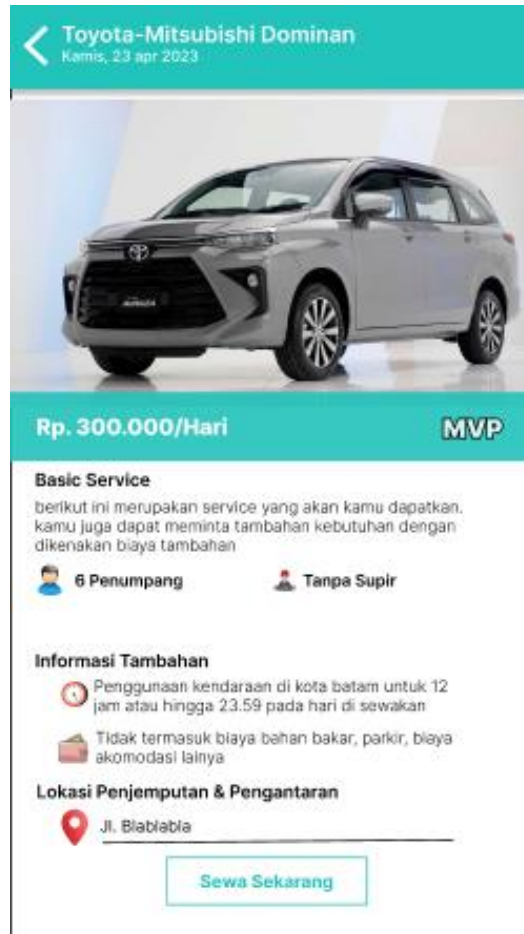 Toyota-Mitsubishi Dominan
Kamis, 23 apr 2023
Rp. 300.000/Hari
MVP
Basic Service
berikut ini merupakan service yang akan kamu dapatkan.
kamu juga dapat meminta tambahan kebutuhan dengan
dikenakan biaya tambahan
6 Penumpang
Tanpa Supir
Informasi Tambahan
Penggunaan kendaraan di kota batam untuk 12
jam atau hingga 23.59 pada hari di sewakan
Tidak termasuk biaya bahan bakar, parkir, biaya
akomodasi lainya
Lokasi Penjemputan & Pengantaran
Jl. Blablabla
Sewa Sekarang